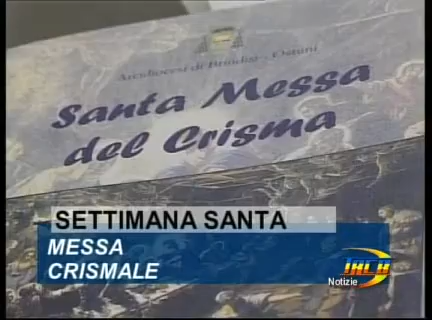 Arcidiocesi di Brindisi - Ostuni
Santa Messa
del Crisma
SETTIMANA SANTA
MESSA
CRISMALE
Notizie